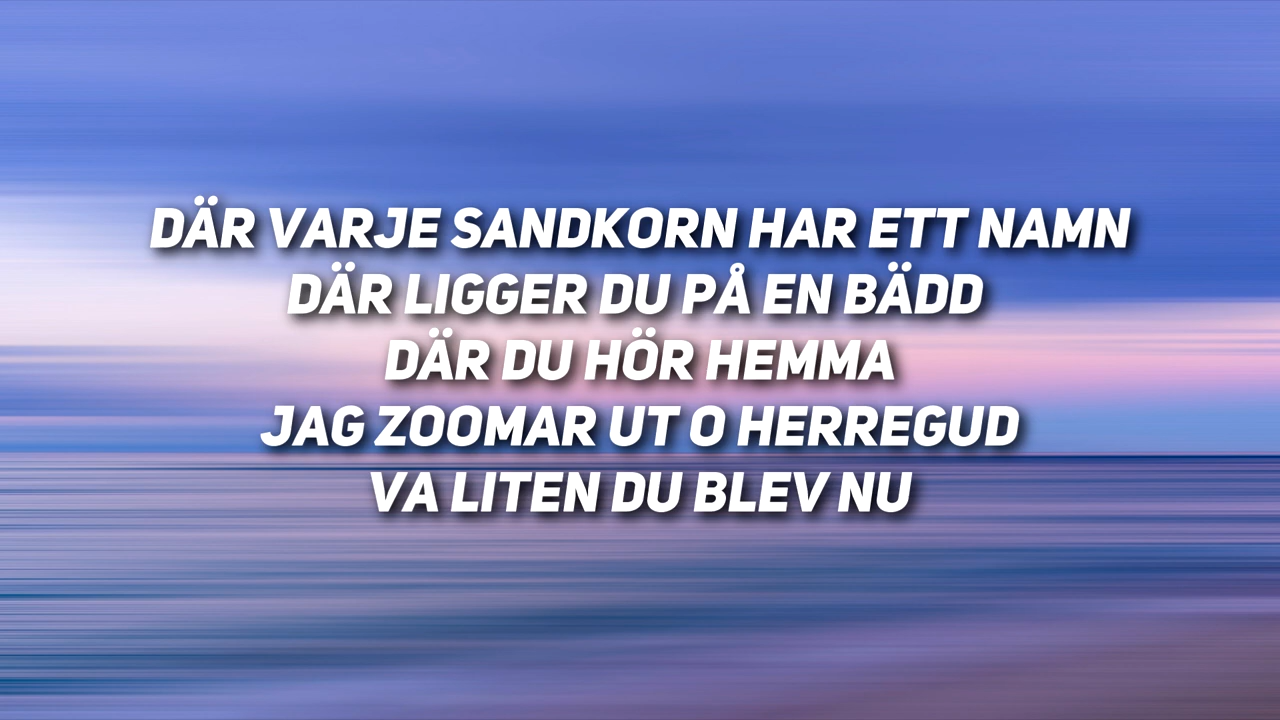 DÄR VARJE SANDKORN HAR ETT NAMN
DÄR LIGGER DU PÅ EN BÄDD
DÄR DU HÖR HEMMA
JAG ZOOMAR UT O HERREGUD
VA LITEN DU BLEV NU